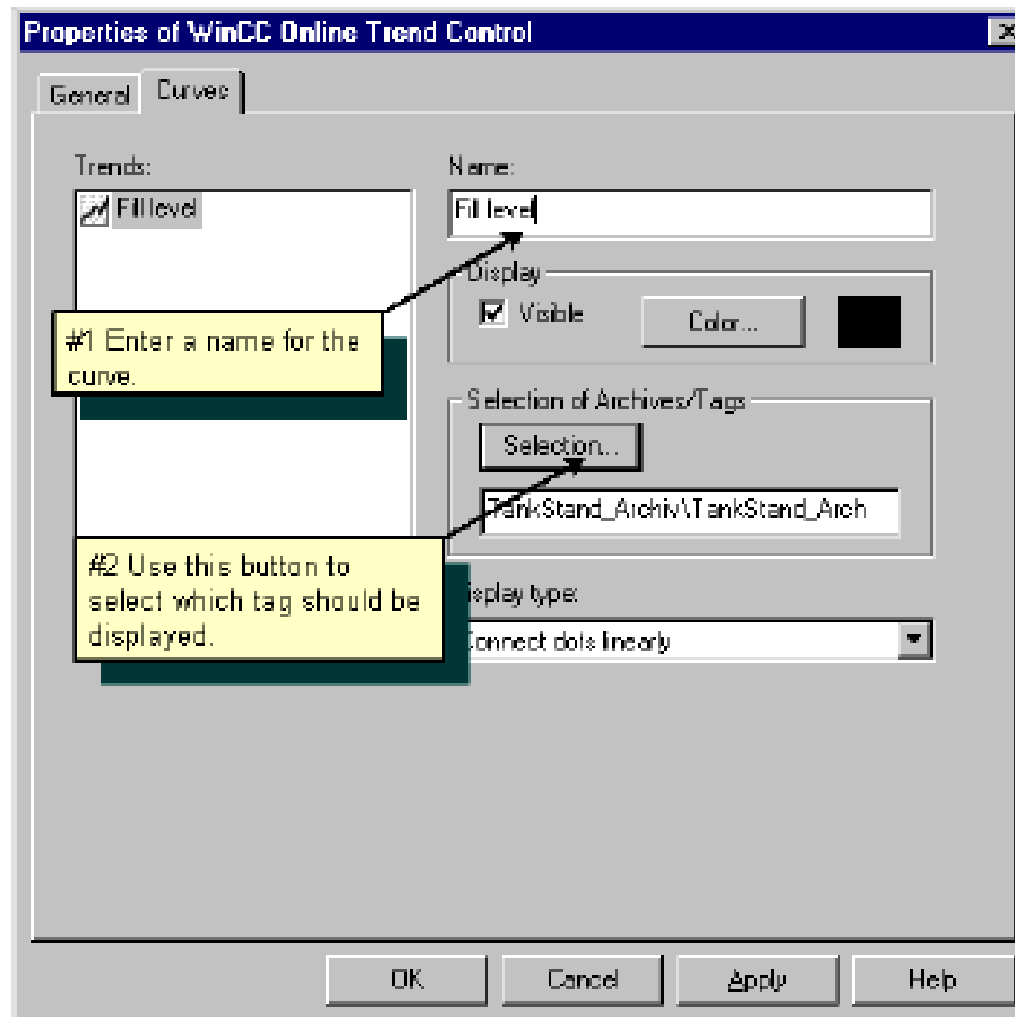 Properties of WinCC Online Trend Control
General
Curves
Trends:
Name:
Fill level
Fill level
Display
Visible
Color...
#1 Enter a name for the
curve.
Selection of Archives/Tags
Selection...
TankStand_Archiv\TankStand_Arch
#2 Use this button to
select which tag should be
displayed.
isplay type:
Connect dots linearly
OK
Cancel
Apply
Help